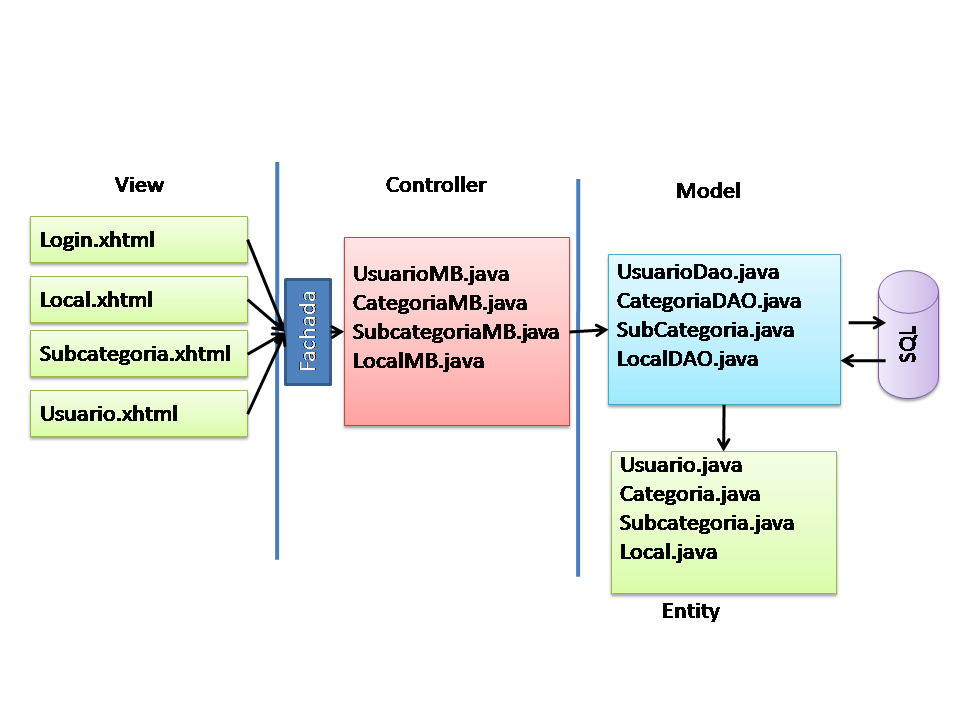 View
Login.xhtml
Local.xhtml
Subcategoria.xhtml
Usuario.xhtml
Fachada
Controller
UsuarioMB.java
CategoriaMB.java
SubcategoriaMB.java
LocalMB.java
Model
UsuarioDao.java
CategoriaDAO.java
SubCategoria.java
LocalDAO.java
SQL
Usuario.java
Categoria.java
Subcategoria.java
Local.java
Entity